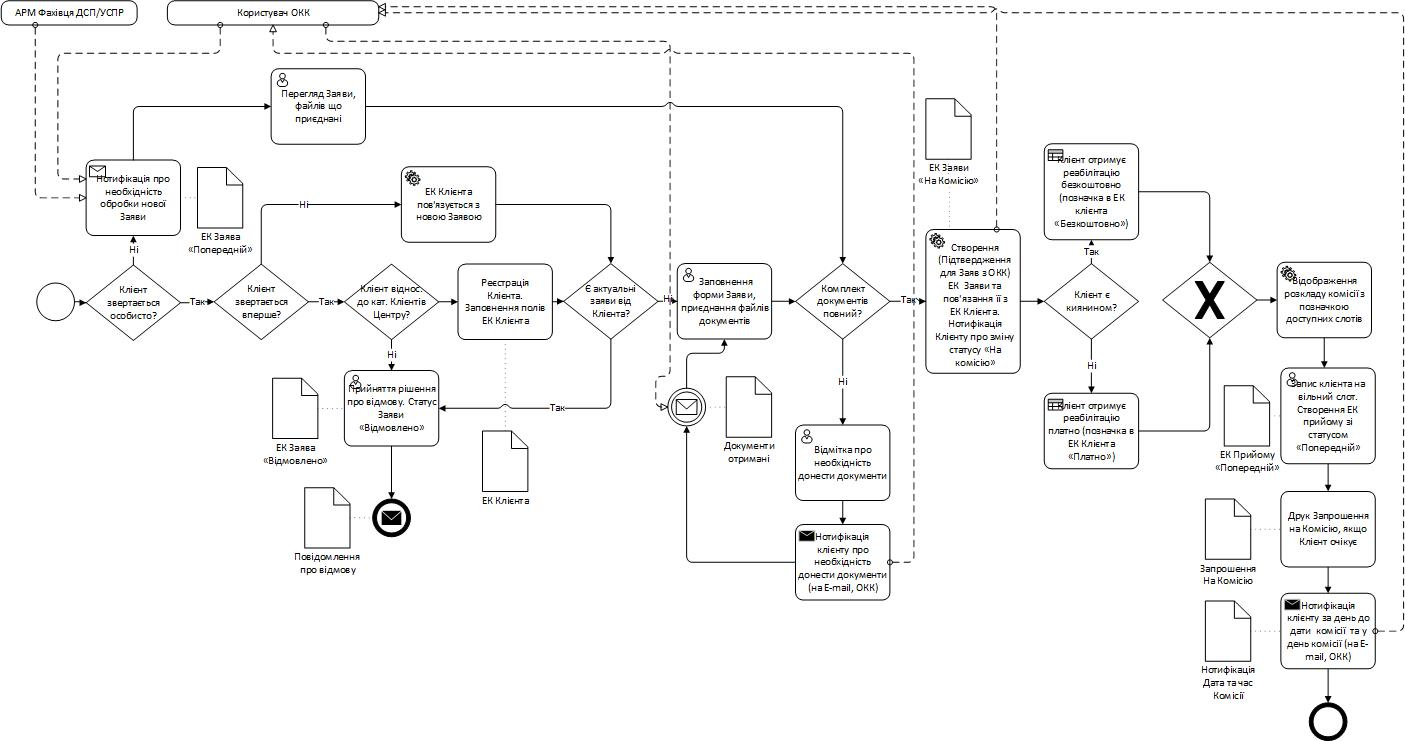 АРМ Фахівця ДСП/УСПР
Користувач ОКК
Перегляд Заяви,
файлів що
приєднані
Нотифікація про
необхідність
обробки нової
Заяви
ЕК Заява
«Попередній»
Ні
Клієнт
звертається
особисто?
Так
Клієнт
звертається
вперше?
Ні
ЕК Клієнта
пов'язується з
новою Заявою
Так
Клієнт віднос.
до кат. Клієнтів
Центру?
Реєстрація
Клієнта.
Заповнення полів
ЕК Клієнта
Є актуальні
заяви від
Клієнта?
Ні
Так
Ні
Прийняття рішення
про відмову. Статус
Заяви
«Відмовлено»
ЕК Заява
«Відмовлено»
Повідомлення
про відмову
ЕК Клієнта
Заповнення
форми Заяви,
приєднання файлів
документів
Документи
отримані
Комплект
документів
повний?
Так
Ні
Відмітка про
необхідність
донести документи
Нотифікація
клієнту про
необхідність
донести документи
(на E-mail, ОКК)
ЕК Заяви
«На Комісію»
Створення
(Підтвердження
для Заяв з ОКК)
ЕК Заяви та
пов'язання її з
ЕК Клієнта.
Нотифікація
Клієнту про зміну
статусу «На
комісію»
Клієнт отримує
реабілітацію
безкоштовно
(позначка в ЕК
клієнта
«Безкоштовно»)
Так
Клієнт є
киянином?
Ні
Клієнт отримує
реабілітацію
платно (позначка в
ЕК Клієнта
«Платно»)
X
Відображення
розкладу комісії з
позначкою
доступних слотів
Запис клієнта на
вільний слот.
Створення ЕК
прийому зі
статусом
«Попередній»
ЕК Прийому
«Попередній»
Друк Запрошення
на Комісію, якщо
Клієнт очікує
Запрошення
На Комісію
Нотифікація
клієнту за день до
дати комісії та у
день комісії (на E-
mail, ОКК)
Нотифікація
Дата та час
Комісії